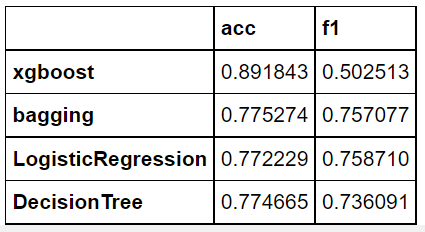 acc f1
xgboost 0.891843 0.502513
bagging 0.775274 0.757077
LogisticRegression 0.772229 0.758710
DecisionTree 0.774665 0.736091